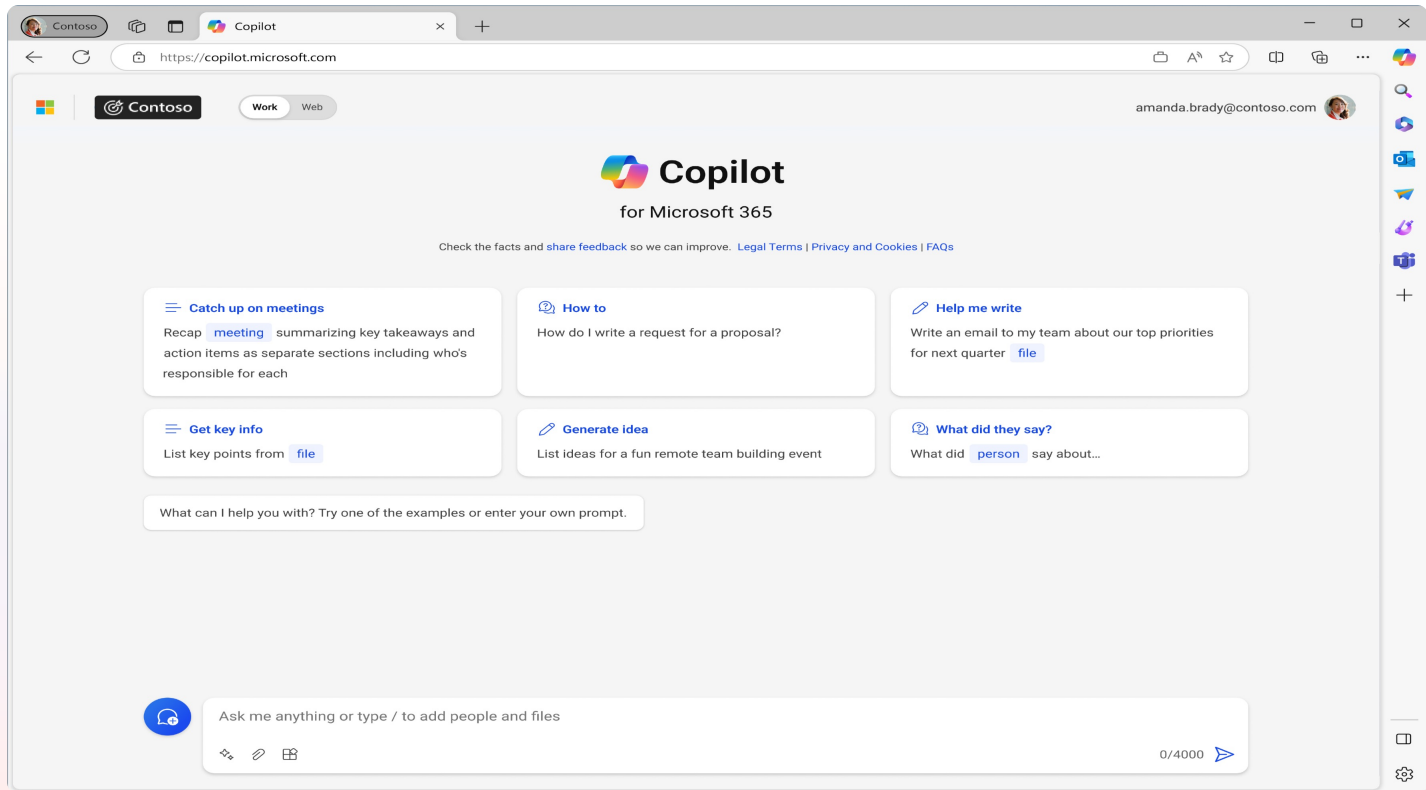 Contoso
Copilot
https://copilot.microsoft.com
Contoso
Work
Web
amanda.brady@contoso.com
Copilot
for Microsoft 365
Check the facts and share feedback so we can improve. Legal Terms | Privacy and Cookies | FAQs
Catch up on meetings
Recap meeting summarizing key takeaways and
action items as separate sections including who's
responsible for each
How to
How do I write a request for a proposal?
Help me write
Write an email to my team about our top priorities
for next quarter file
Get key info
List key points from file
Generate idea
List ideas for a fun remote team building event
What did they say?
What did person say about...
What can I help you with? Try one of the examples or enter your own prompt.
Ask me anything or type / to add people and files
0/4000